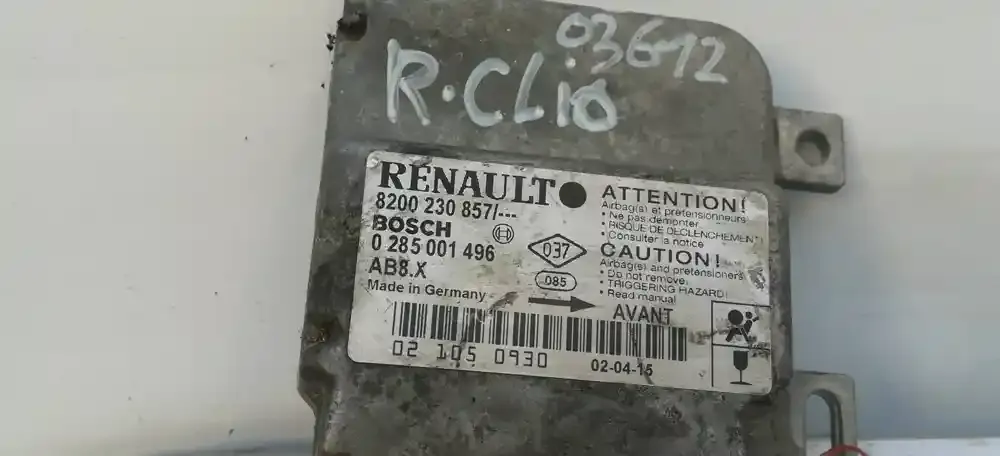 03612
R.CLio
RENAULT
8200 230 857/---
BOSCH
0 285 001 496
AB8.X
Made in Germany
037
085
ATTENTION!
Airbag(s) et prétensionneurs
• Ne pas démonter
• RISQUE DE DECLENCHEMENT!
• Consulter la notice
CAUTION!
Airbag(s) and pretensioners
• Do not remove,
• TRIGGERING HAZARD!
• Read manual
AVANT
02 105 0930
02-04-15